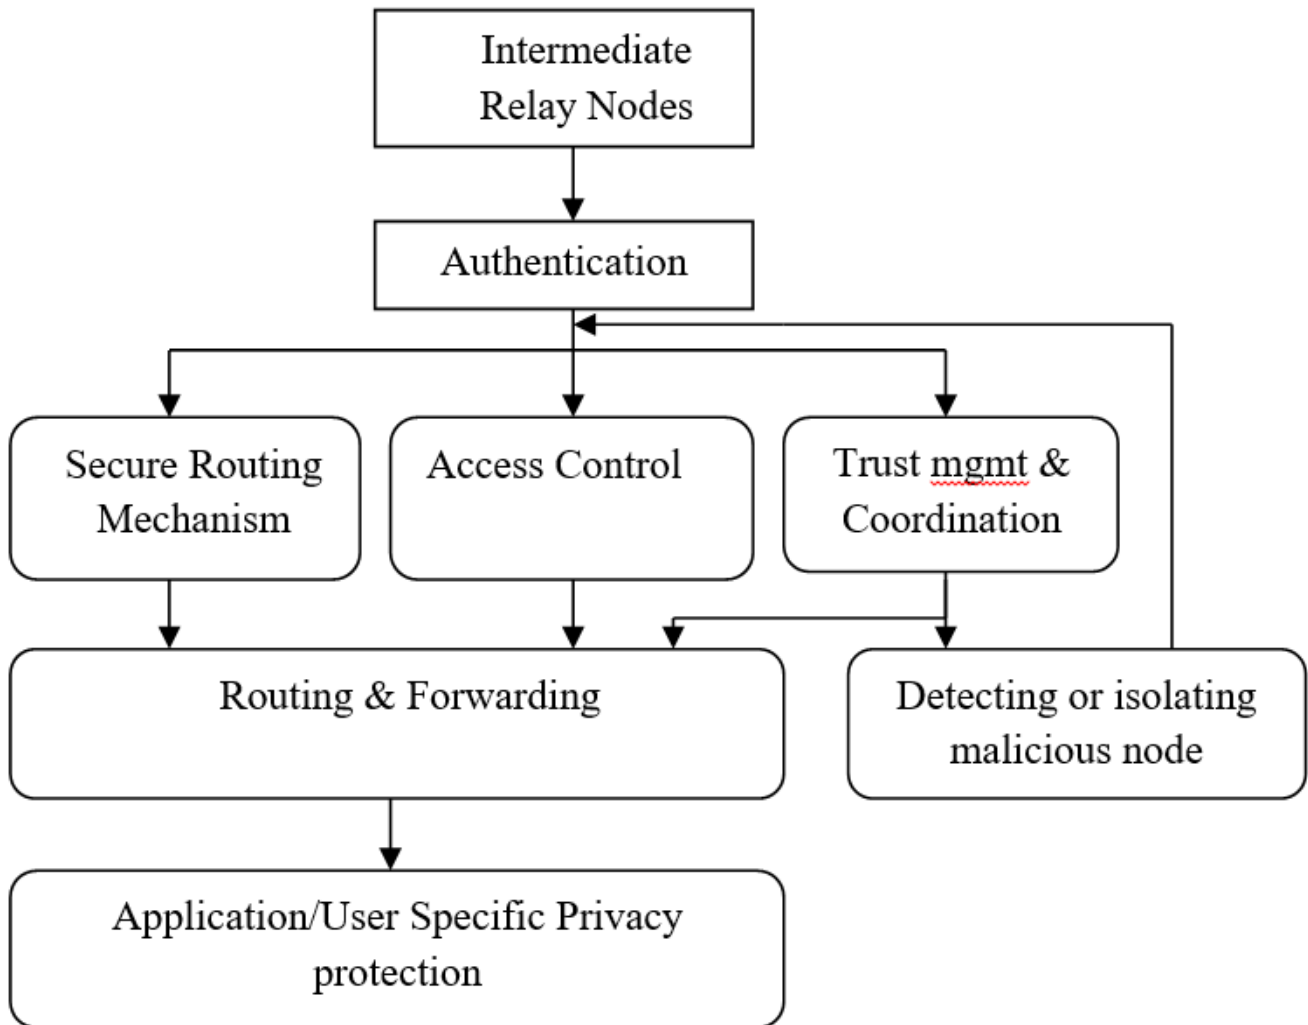 Intermediate
Relay Nodes
Authentication
Secure Routing
Mechanism
Access Control
Trust mgmt &
Coordination
Routing & Forwarding
Detecting or isolating
malicious node
Application/User Specific Privacy
protection